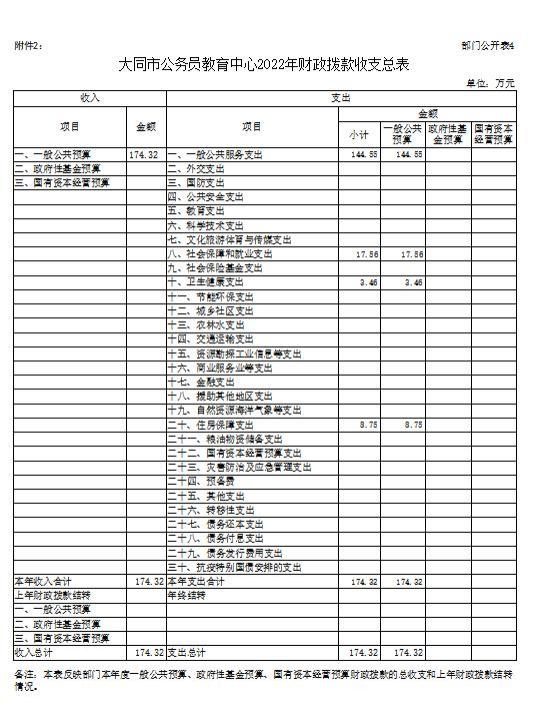 附件2：
部门公开表4
大同市公务员教育中心2022年财政拨款收支总表
单位：万元
收入 支出
项目 金额 项目 金额
小计 一般公共预算 政府性基金预算 国有资本经营预算
一、一般公共预算 174.32 一、一般公共服务支出 144.55 144.55
二、政府性基金预算 二、外交支出
三、国有资本经营预算 三、国防支出
四、公共安全支出
五、教育支出
六、科学技术支出
七、文化旅游体育与传媒支出
八、社会保障和就业支出 17.56 17.56
九、社会保险基金支出
十、卫生健康支出 3.46 3.46
十一、节能环保支出
十二、城乡社区支出
十三、农林水支出
十四、交通运输支出
十五、资源勘探工业信息等支出
十六、商业服务业等支出
十七、金融支出
十八、援助其他地区支出
十九、自然资源海洋气象等支出
二十、住房保障支出 8.75 8.75
二十一、粮油物资储备支出
二十二、国有资本经营预算支出
二十三、灾害防治及应急管理支出
二十四、预备费
二十五、其他支出
二十六、转移性支出
二十七、债务还本支出
二十八、债务付息支出
二十九、债务发行费用支出
三十、抗疫特别国债安排的支出
本年收入合计 174.32 本年支出合计 174.32 174.32
上年财政拨款结转 年终结转
一、一般公共预算
二、政府性基金预算
三、国有资本经营预算
收入总计 174.32 支出总计 174.32 174.32
备注：本表反映部门本年度一般公共预算、政府性基金预算、国有资本经营预算财政拨款的总收支和上年财政拨款结转
情况。